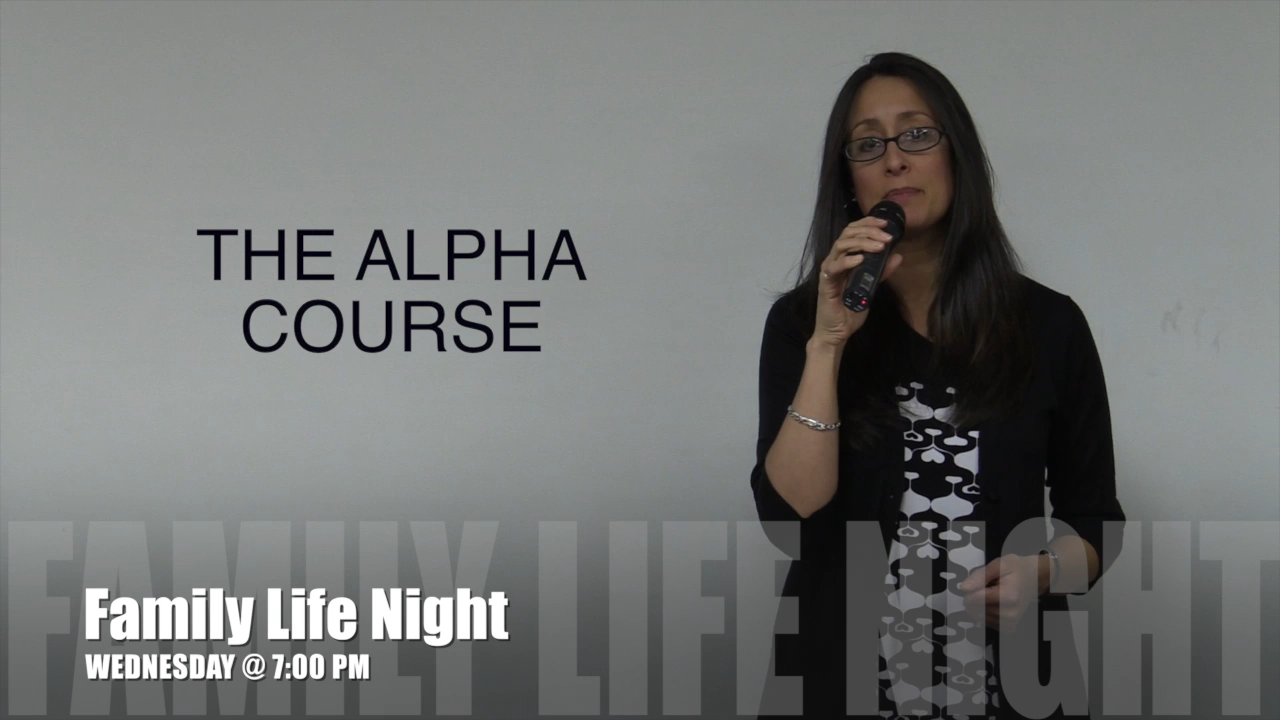 THE ALPHA
COURSE
FAMILY LIFE NIGHT
Family Life Night
WEDNESDAY @ 7:00 PM